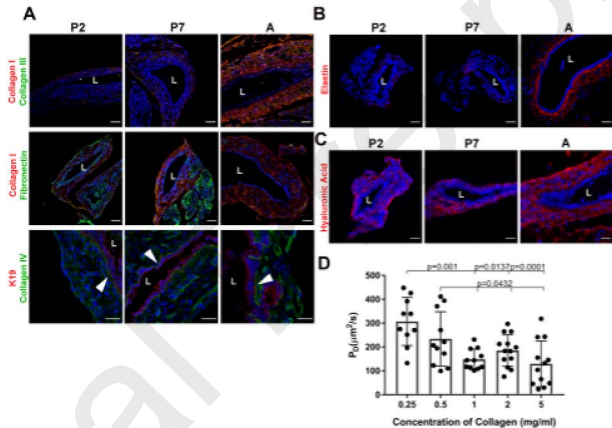 A
P2 P7 A
Collagen I
Collagen III
L L L
Collagen I
Fibronectin
L L L
K19
Collagen IV
L L L
B
P2 P7 A
Elastin
L L L
C
P2 P7 A
Hyaluronic Acid
L L L
D
p=0.001 p=0.0137 p=0.0001
p=0.0432
500
400
300
200
100
0
P_D(μm²/s)
0.25 0.5 1 2 5
Concentration of Collagen (mg/ml)